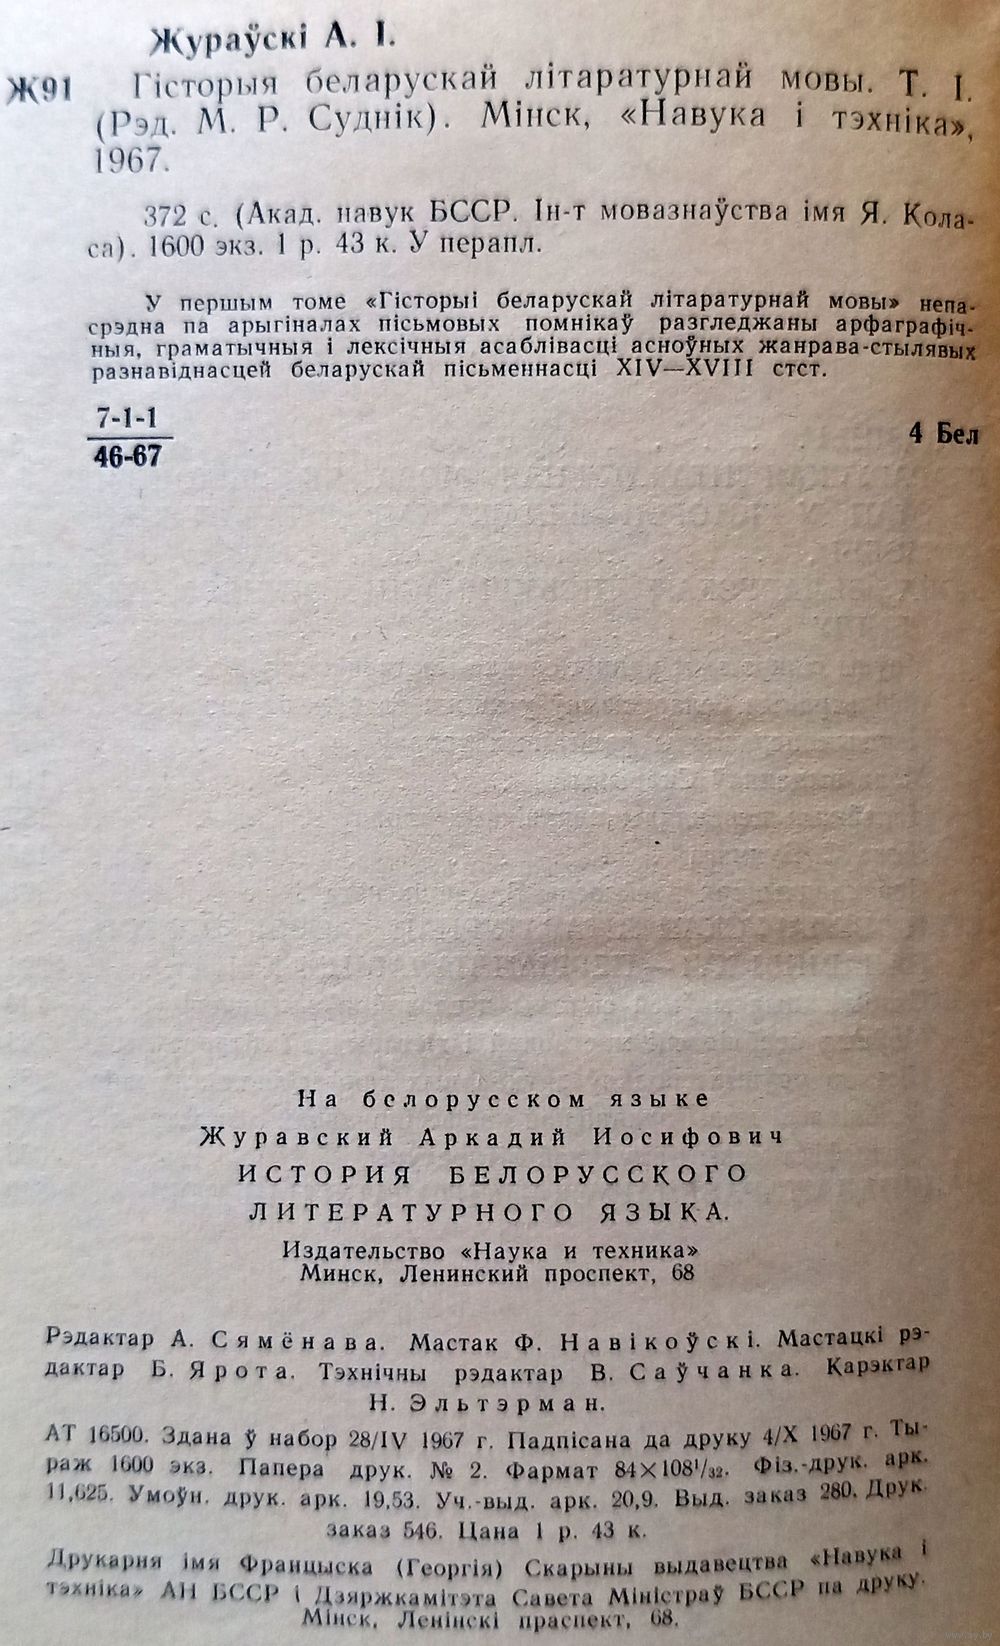 Жураўскі А. І.
Ж91 Гісторыя беларускай літаратурнай мовы. Т. І.
(Рэд. М. Р. Суднік). Мінск, «Навука і тэхніка»,
1967.
372 с. (Акад. навук БССР. Ін-т мовазнаўства імя Я. Кола-
са). 1600 экз. 1 р. 43 к. У перапл.
У першым томе «Гісторыі беларускай літаратурнай мовы» непа-
срэдна па арыгіналах пісьмовых помнікаў разгледжаны арфаграфіч-
ныя, граматычныя і лексічныя асаблівасці асноўных жанрава-стылявых
разнавіднасцей беларускай пісьменнасці XIV—XVIII стст.
7-1-1
46-67
4 Бел
На белорусском языке
Журавский Аркадий Иосифович
ИСТОРИЯ БЕЛОРУССКОГО
ЛИТЕРАТУРНОГО ЯЗЫКА.
Издательство «Наука и техника»
Минск, Ленинский проспект, 68
Рэдактар А. Сямёнава. Мастак Ф. Навікоўскі. Мастацкі рэ-
дактар Б. Ярота. Тэхнічны рэдактар В. Саўчанка. Карэктар
Н. Эльтэрман.
АТ 16500. Здана ў набор 28/IV 1967 г. Падпісана да друку 4/X 1967 г. Ты-
раж 1600 экз. Папера друк. № 2. Фармат 84×108¹/₃₂. Фіз.-друк. арк.
11,625. Умоўн. друк. арк. 19,53. Уч.-выд. арк. 20,9. Выд. заказ 280. Друк.
заказ 546. Цана 1 р. 43 к.
Друкарня імя Францыска (Георгія) Скарыны выдавецтва «Навука і
тэхніка» АН БССР і Дзяржкамітэта Савета Міністраў БССР па друку.
Мінск, Ленінскі праспект, 68.